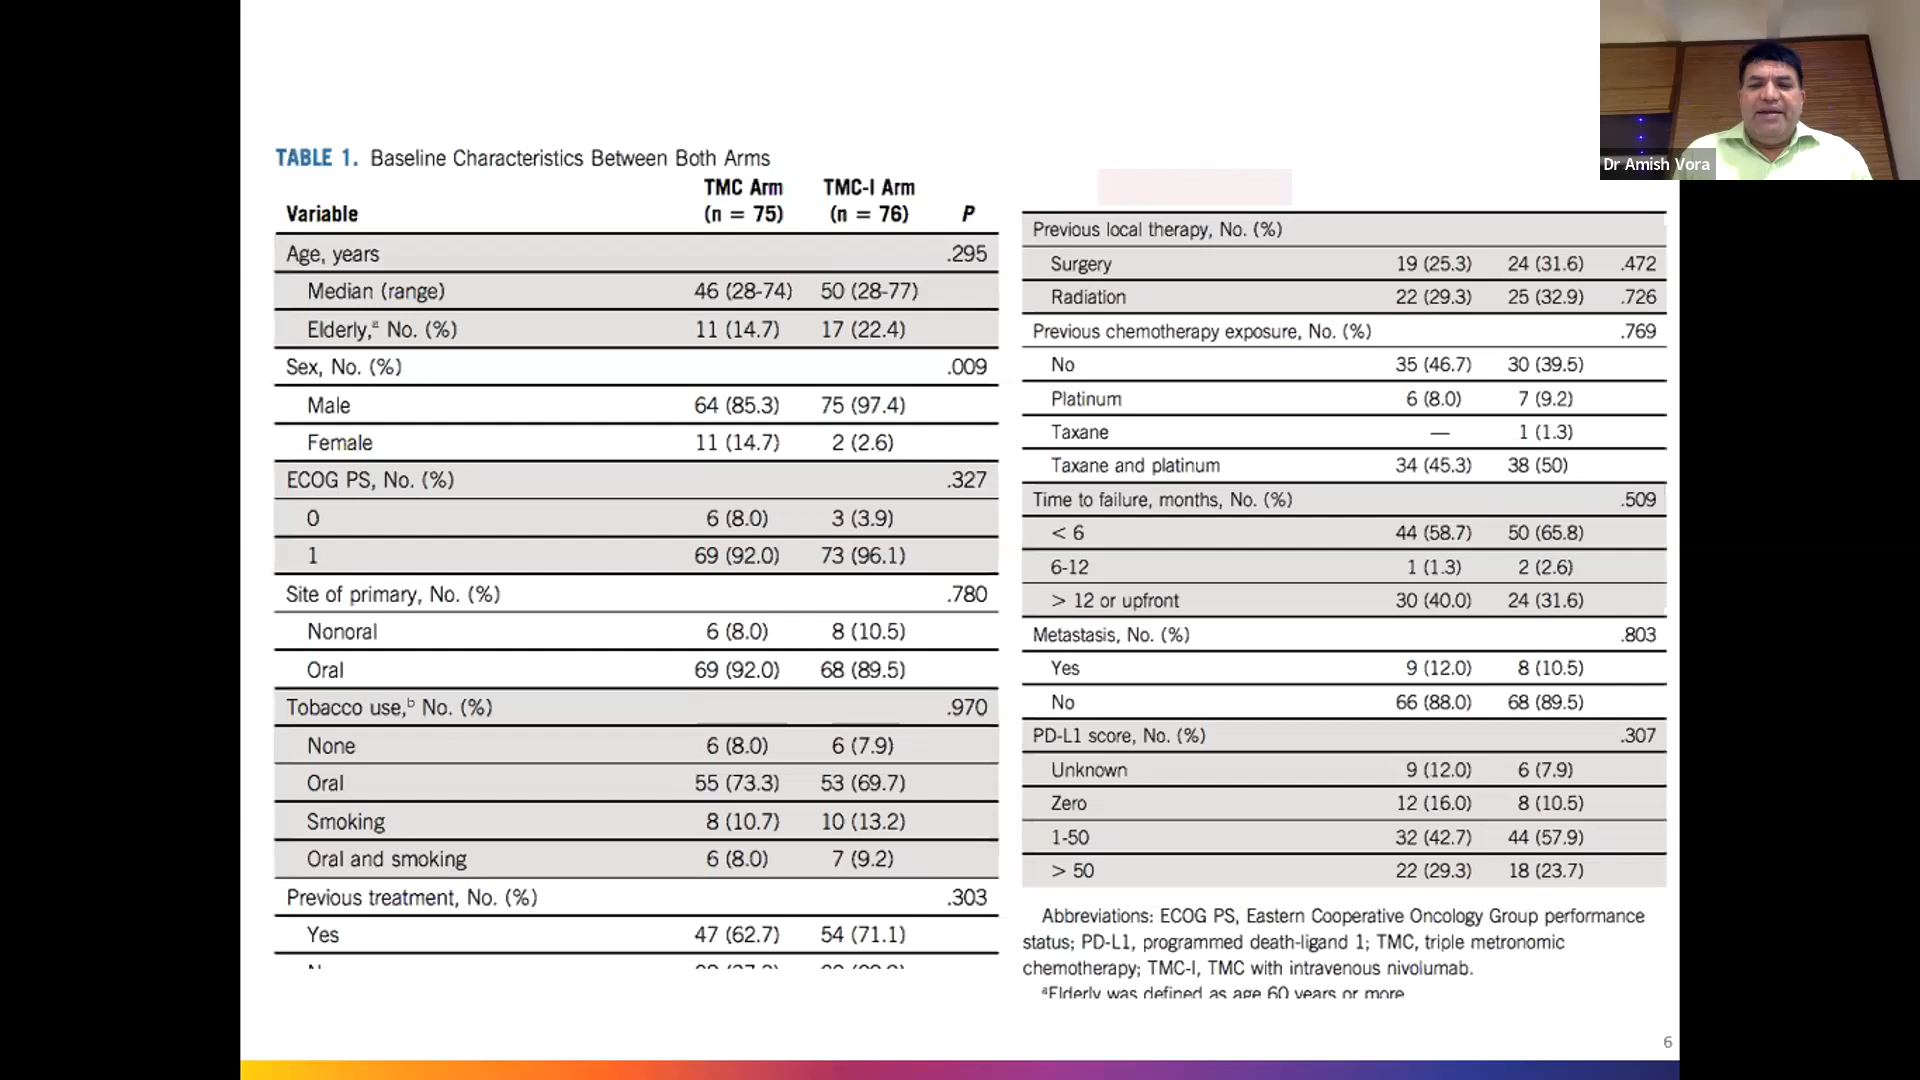 Dr Amish Vora
TABLE 1. Baseline Characteristics Between Both Arms
Variable TMC Arm (n = 75) TMC-I Arm (n = 76) P
Age, years .295
Median (range) 46 (28-74) 50 (28-77)
Elderly,ᵃ No. (%) 11 (14.7) 17 (22.4)
Sex, No. (%) .009
Male 64 (85.3) 75 (97.4)
Female 11 (14.7) 2 (2.6)
ECOG PS, No. (%) .327
0 6 (8.0) 3 (3.9)
1 69 (92.0) 73 (96.1)
Site of primary, No. (%) .780
Nonoral 6 (8.0) 8 (10.5)
Oral 69 (92.0) 68 (89.5)
Tobacco use,ᵇ No. (%) .970
None 6 (8.0) 6 (7.9)
Oral 55 (73.3) 53 (69.7)
Smoking 8 (10.7) 10 (13.2)
Oral and smoking 6 (8.0) 7 (9.2)
Previous treatment, No. (%) .303
Yes 47 (62.7) 54 (71.1)
Previous local therapy, No. (%)
Surgery 19 (25.3) 24 (31.6) .472
Radiation 22 (29.3) 25 (32.9) .726
Previous chemotherapy exposure, No. (%) .769
No 35 (46.7) 30 (39.5)
Platinum 6 (8.0) 7 (9.2)
Taxane — 1 (1.3)
Taxane and platinum 34 (45.3) 38 (50)
Time to failure, months, No. (%) .509
< 6 44 (58.7) 50 (65.8)
6-12 1 (1.3) 2 (2.6)
> 12 or upfront 30 (40.0) 24 (31.6)
Metastasis, No. (%) .803
Yes 9 (12.0) 8 (10.5)
No 66 (88.0) 68 (89.5)
PD-L1 score, No. (%) .307
Unknown 9 (12.0) 6 (7.9)
Zero 12 (16.0) 8 (10.5)
1-50 32 (42.7) 44 (57.9)
> 50 22 (29.3) 18 (23.7)
Abbreviations: ECOG PS, Eastern Cooperative Oncology Group performance
status; PD-L1, programmed death-ligand 1; TMC, triple metronomic
chemotherapy; TMC-I, TMC with intravenous nivolumab.
ᵃElderly was defined as age 60 years or more
6